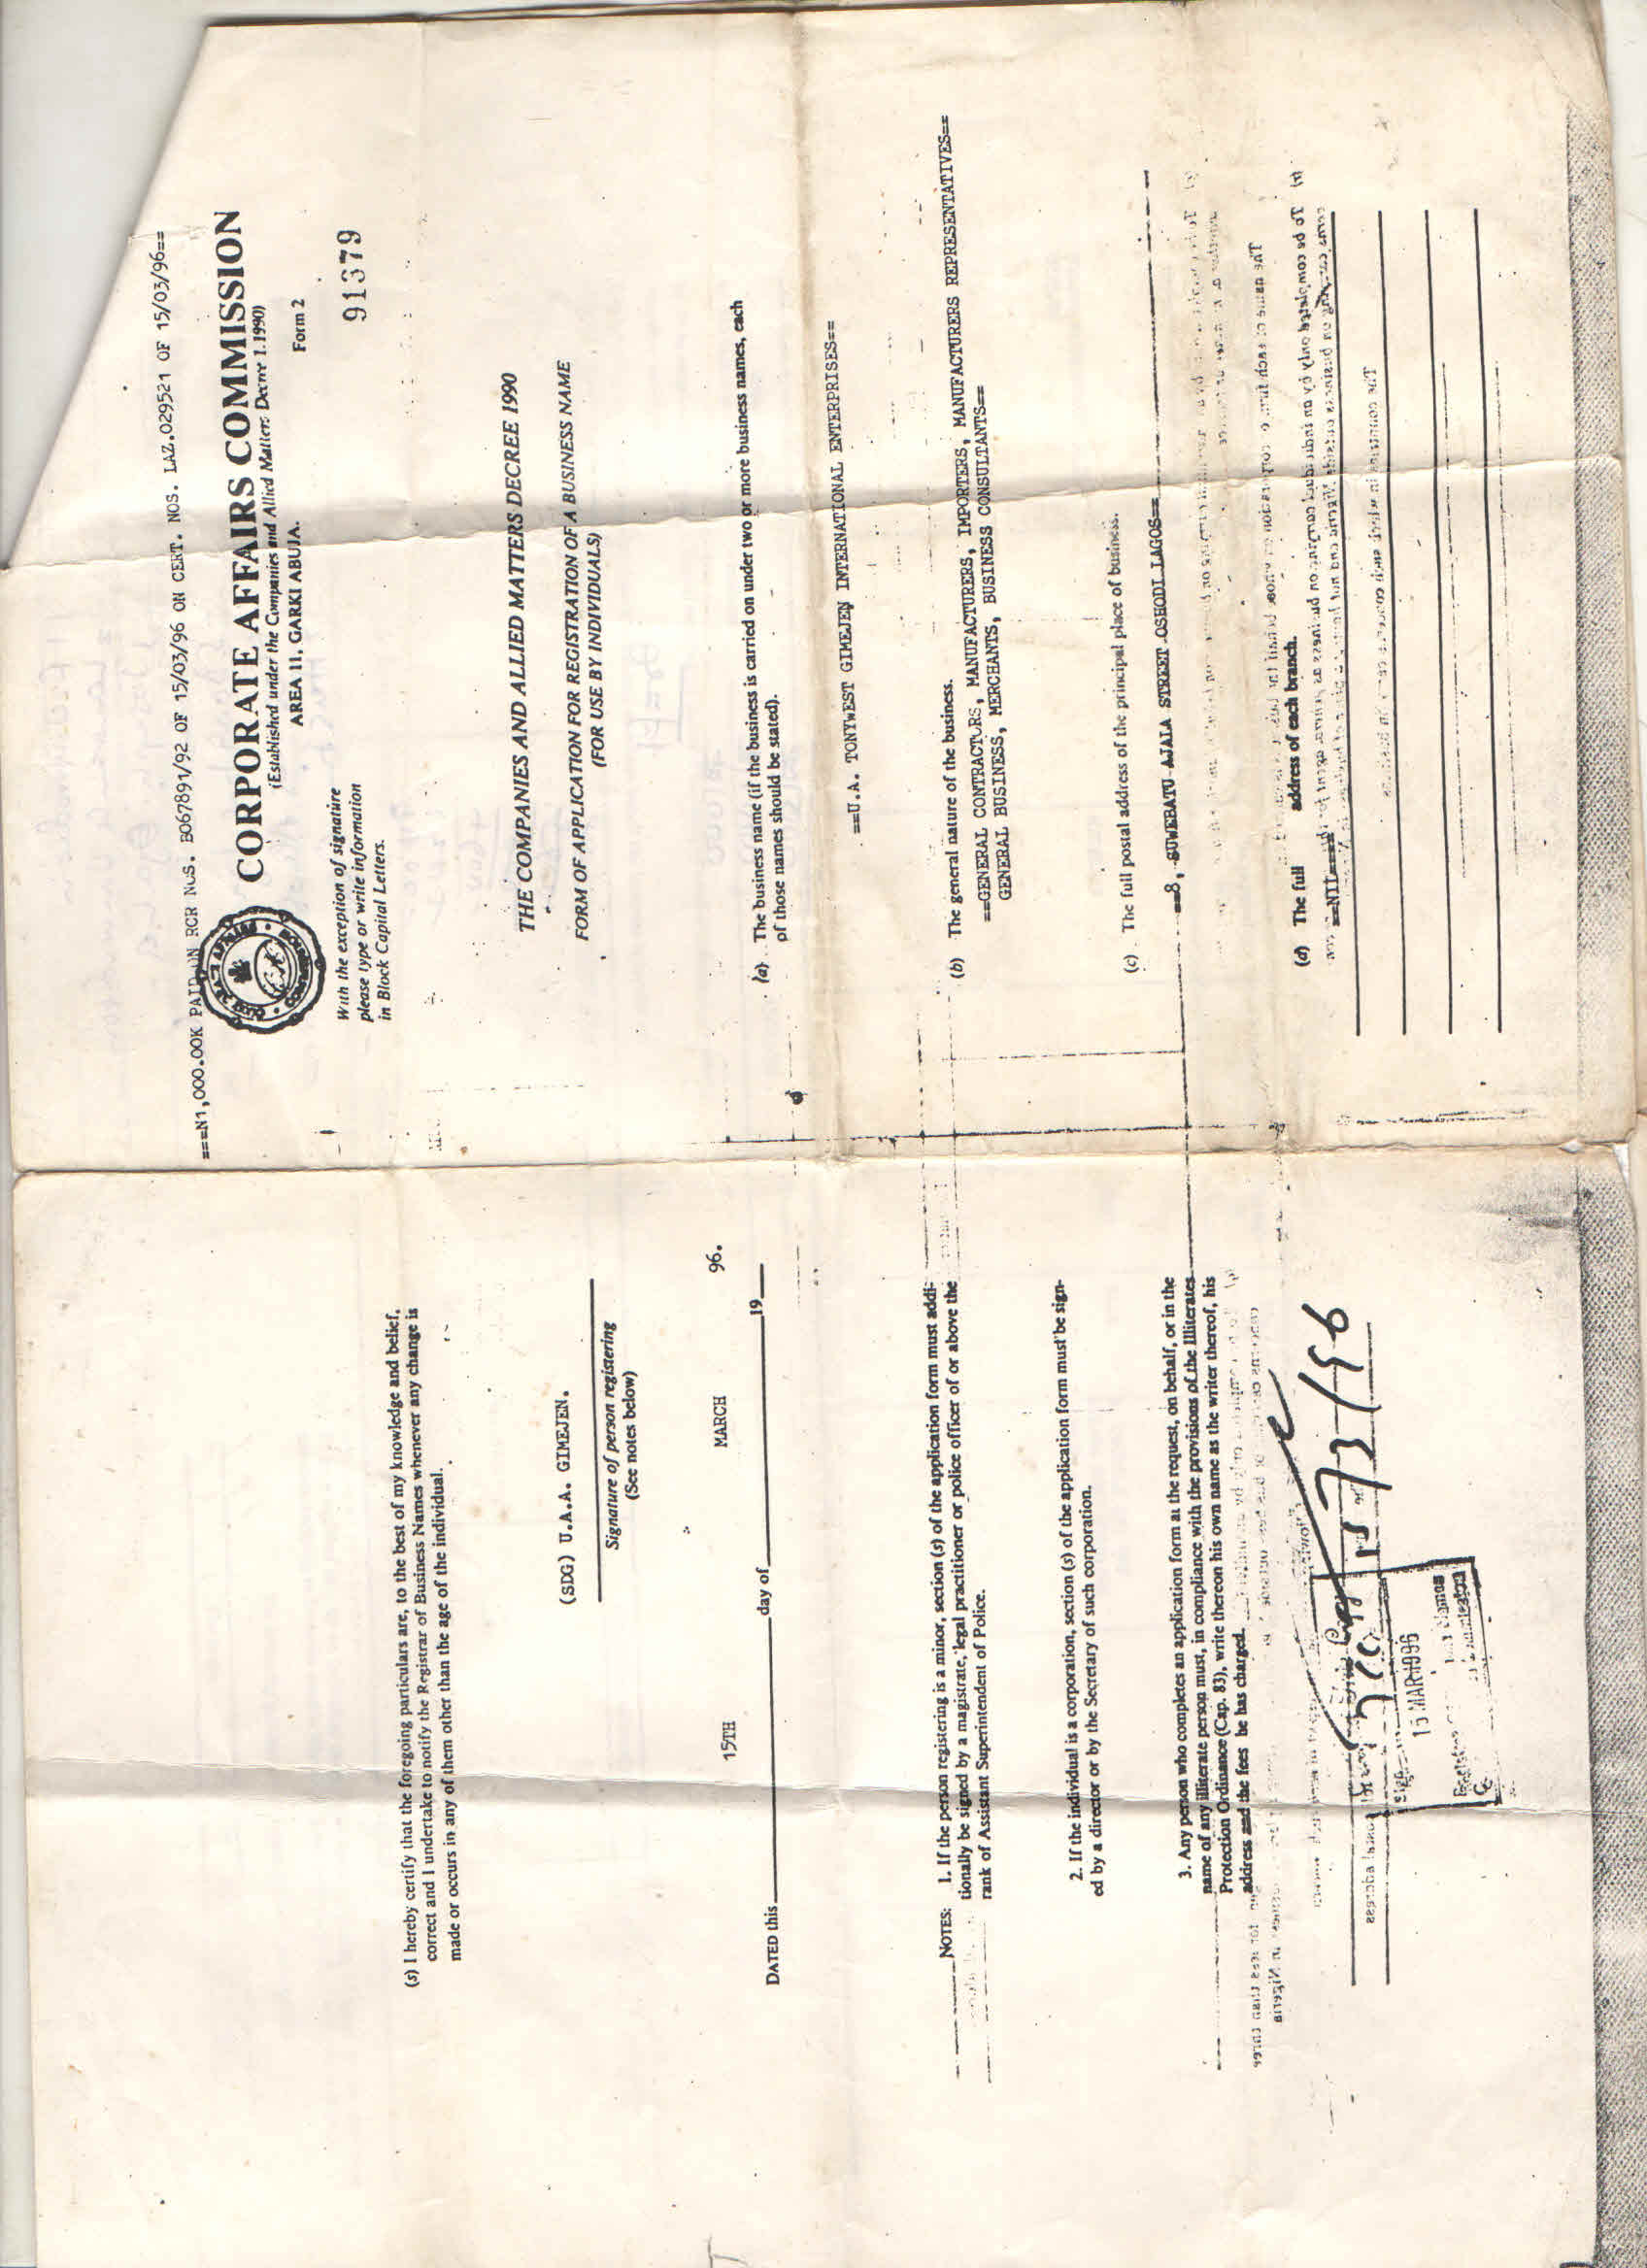 ===N1,000.00K PAID ON RCR NOS. B067891/92 OF 15/03/96 ON CERT. NOS. LAZ.029521 OF 15/03/96==
CORPORATE AFFAIRS COMMISSION
(Established under the Companies and Allied Matters Decree 1.1990)
AREA 11, GARKI ABUJA.
Form 2
With the exception of signature
please type or write information
in Block Capital Letters.
91379
THE COMPANIES AND ALLIED MATTERS DECREE 1990
FORM OF APPLICATION FOR REGISTRATION OF A BUSINESS NAME
(FOR USE BY INDIVIDUALS)
(a) The business name (if the business is carried on under two or more business names, each
of those names should be stated).
==U.A. TONYWEST GIMEJEN INTERNATIONAL ENTERPRISES==
(b) The general nature of the business.
==GENERAL CONTRACTORS, MANUFACTURERS, IMPORTERS, MANUFACTURERS REPRESENTATIVES==
GENERAL BUSINESS, MERCHANTS, BUSINESS CONSULTANTS==
(c) The full postal address of the principal place of business.
==8, SUWEBATU AJALA STREET OSHODI LAGOS==
(d) The full address of each branch.
==NIL==
(s) I hereby certify that the foregoing particulars are, to the best of my knowledge and belief,
correct and I undertake to notify the Registrar of Business Names whenever any change is
made or occurs in any of them other than the age of the individual.
(SDG) U.A.A. GIMEJEN.
Signature of person registering
(See notes below)
15TH MARCH 96.
DATED this day of 19
NOTES: 1. If the person registering is a minor, section (s) of the application form must addi-
tionally be signed by a magistrate, legal practitioner or police officer of or above the
rank of Assistant Superintendent of Police.
2. If the individual is a corporation, section (s) of the application form must be sign-
ed by a director or by the Secretary of such corporation.
3. Any person who completes an application form at the request, on behalf, or in the
name of any illiterate person must, in compliance with the provisions of the Illiterates
Protection Ordinance (Cap. 83), write thereon his own name as the writer thereof, his
address and the fees he has charged.
15 MAR 1996